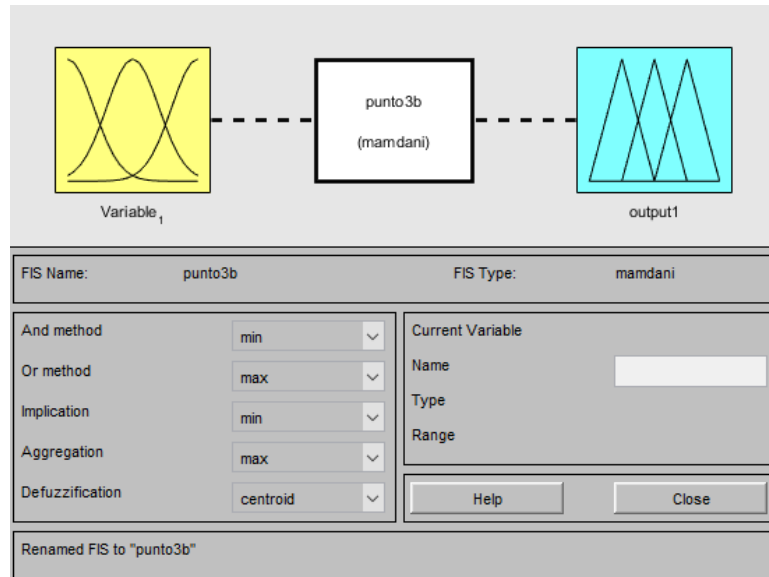 punto3b
(mamdani)
Variable₁
output1
FIS Name: punto3b FIS Type: mamdani
And method min
Or method max
Implication min
Aggregation max
Defuzzification centroid
Current Variable
Name
Type
Range
Help Close
Renamed FIS to "punto3b"